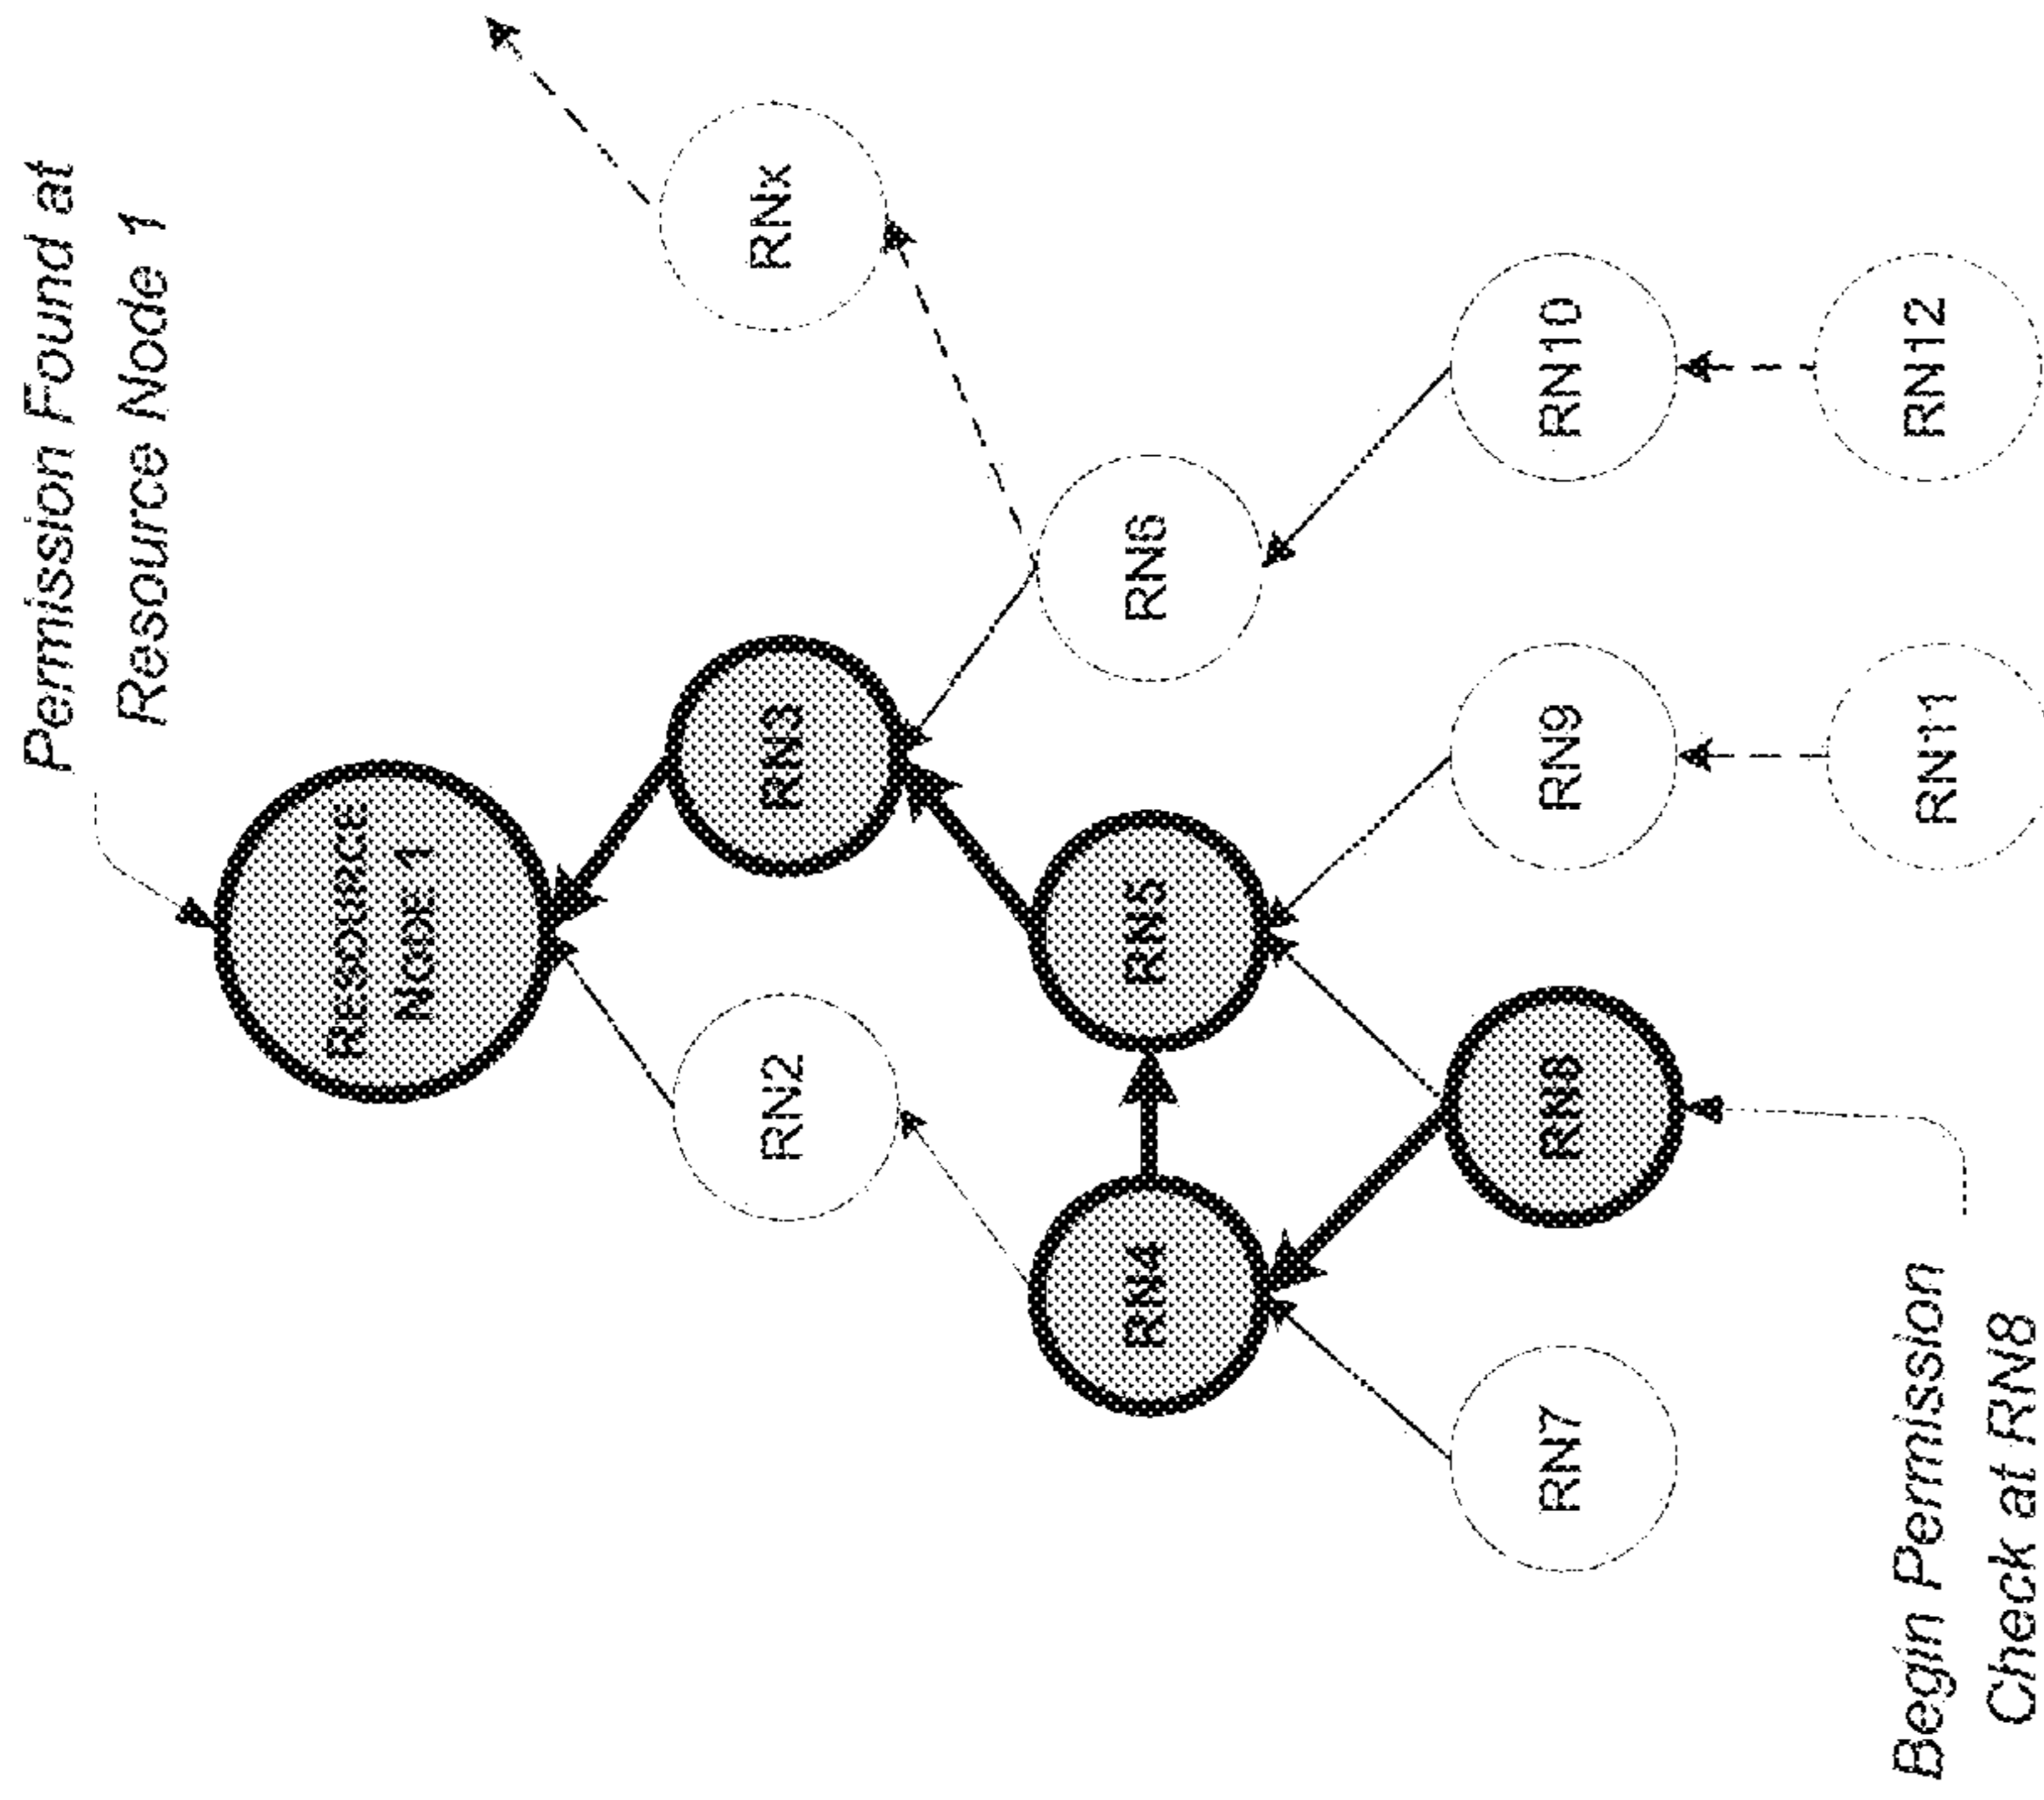 Permission Found at
Resource Node 1
RESOURCE
NODE 1
RN3
RNx
RN2
RN4
RN5
RN6
RN7
RN8
RN9
RN10
RN11
RN12
Begin Permission
Check at RN8